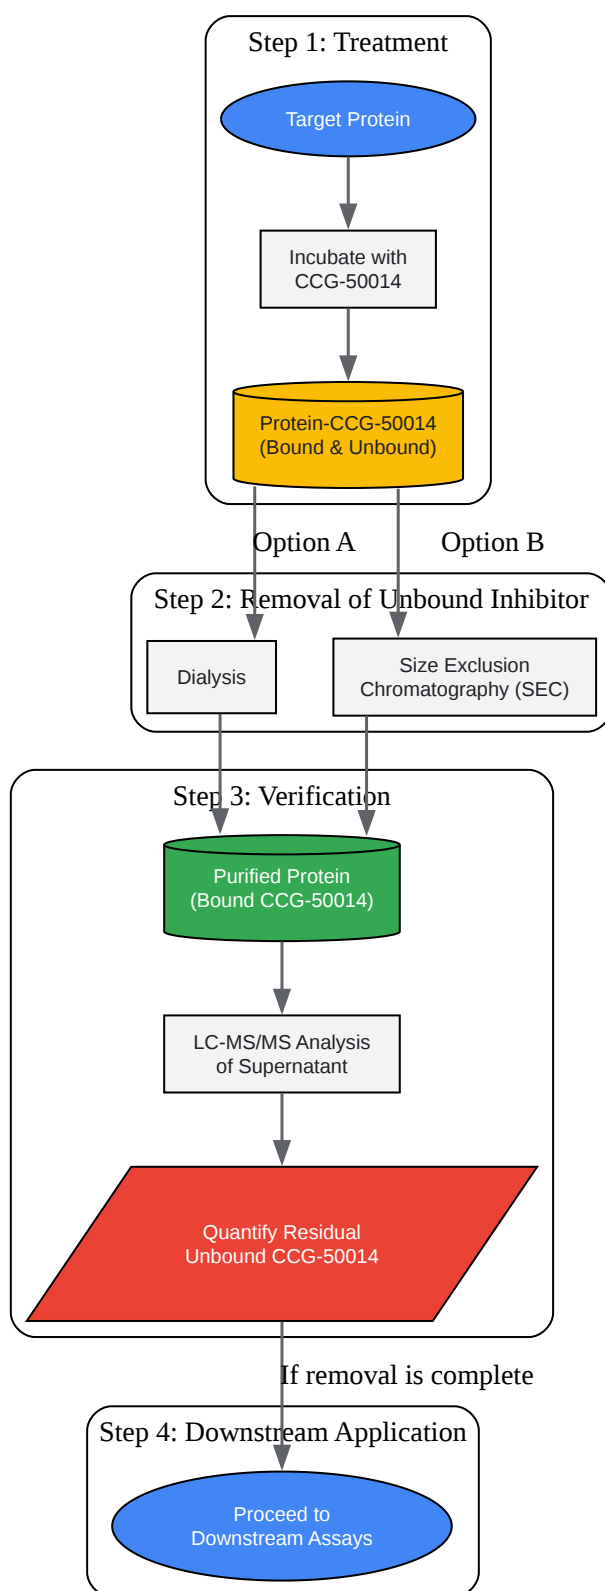 Step 1: Treatment
Target Protein
Incubate with
CCG-50014
Protein-CCG-50014
(Bound & Unbound)
Option A
Option B
Step 2: Removal of Unbound Inhibitor
Dialysis
Size Exclusion
Chromatography (SEC)
Step 3: Verification
Purified Protein
(Bound CCG-50014)
LC-MS/MS Analysis
of Supernatant
Quantify Residual
Unbound CCG-50014
If removal is complete
Step 4: Downstream Application
Proceed to
Downstream Assays